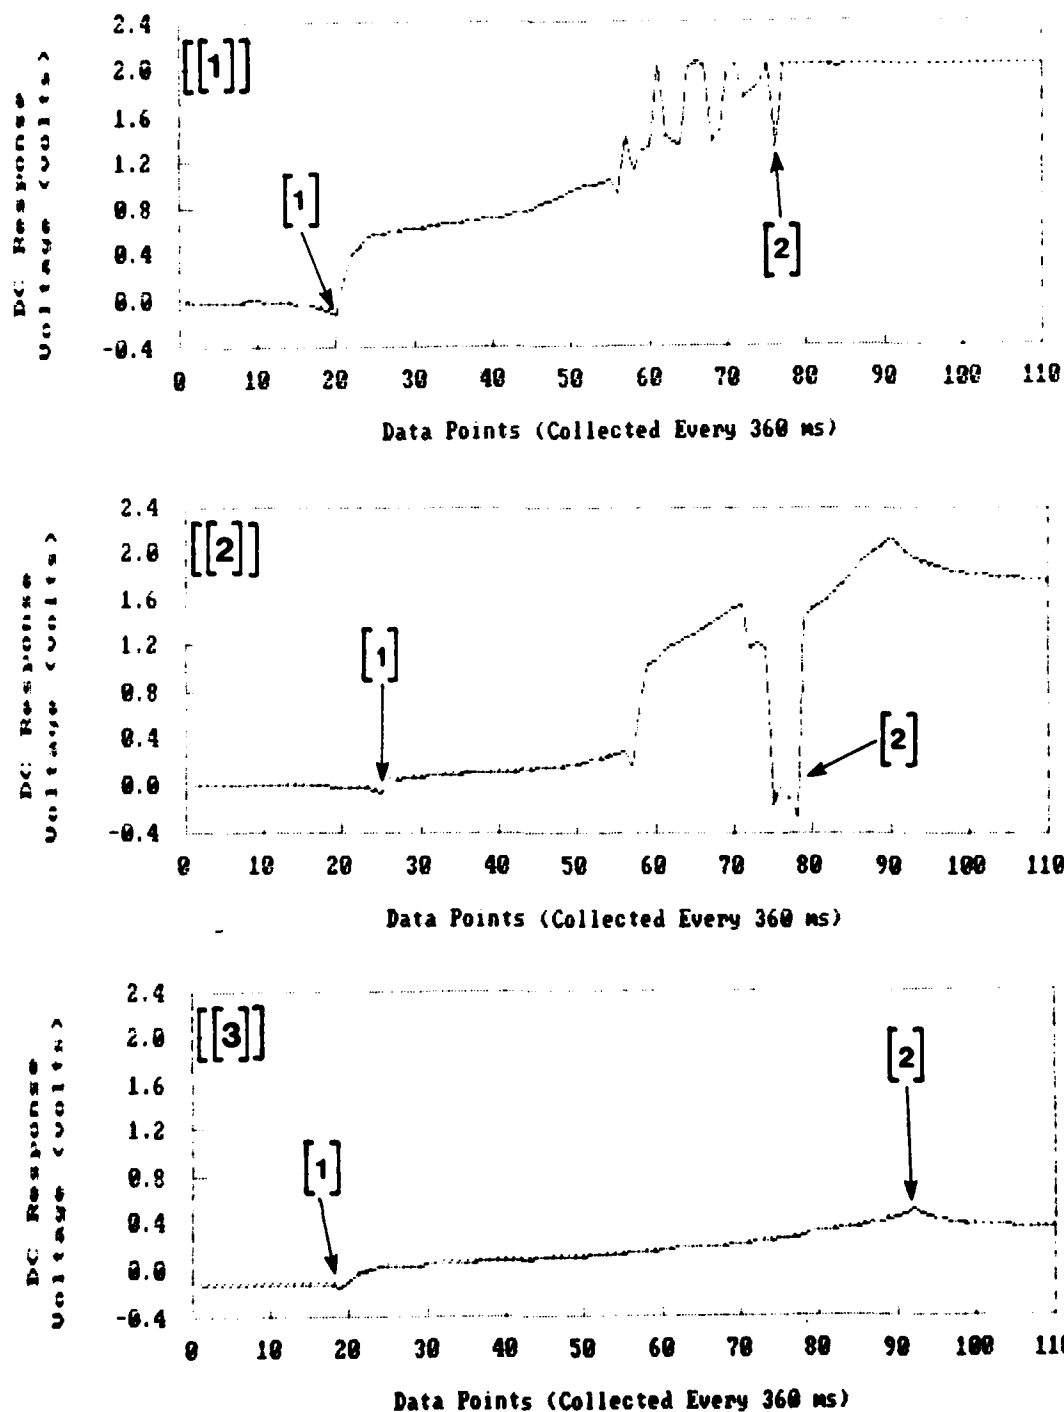 DC Response
Voltage (volts)
2.4
2.0
1.6
1.2
0.8
0.4
0.0
-0.4
[[1]]
[1]
[2]
0 10 20 30 40 50 60 70 80 90 100 110
Data Points (Collected Every 360 ms)
DC Response
Voltage (volts)
2.4
2.0
1.6
1.2
0.8
0.4
0.0
-0.4
[[2]]
[1]
[2]
0 10 20 30 40 50 60 70 80 90 100 110
Data Points (Collected Every 360 ms)
DC Response
Voltage (volts)
2.4
2.0
1.6
1.2
0.8
0.4
0.0
-0.4
[[3]]
[1]
[2]
0 10 20 30 40 50 60 70 80 90 100 11
Data Points (Collected Every 360 ms)